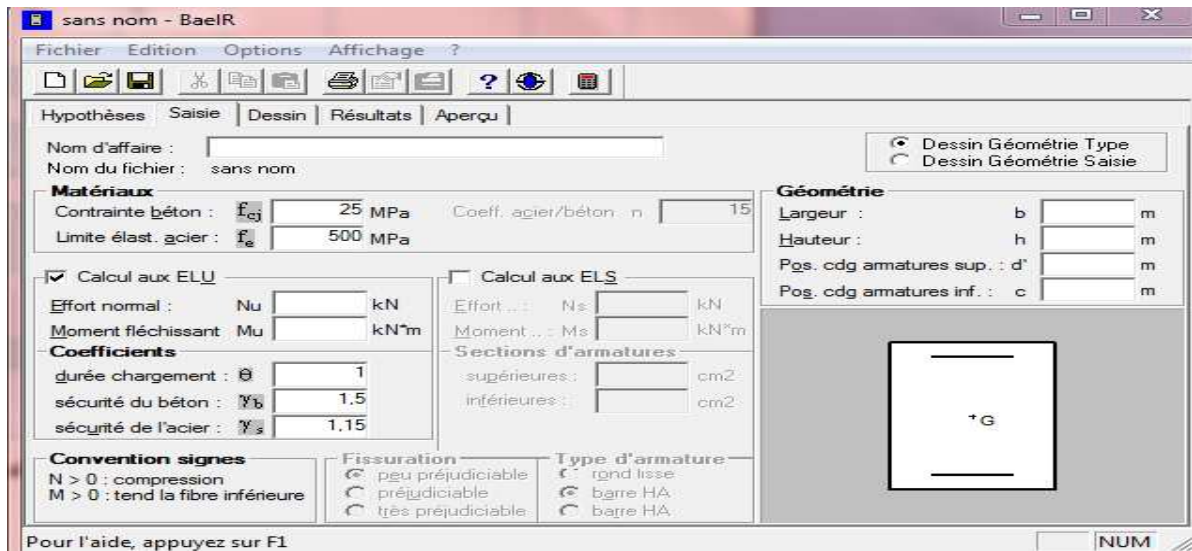 sans nom - BaelR
Fichier Edition Options Affichage ?
Hypothèses Saisie Dessin Résultats Aperçu
Nom d'affaire :
Nom du fichier : sans nom
Dessin Géométrie Type
Dessin Géométrie Saisie
Matériaux
Contrainte béton : fcj 25 MPa Coeff. acier/béton n 15
Limite élast. acier : fe 500 MPa
Géométrie
Largeur : b m
Hauteur : h m
Pos. cdg armatures sup. : d' m
Pos. cdg armatures inf. : c m
Calcul aux ELU
Effort normal : Nu kN
Moment fléchissant Mu kN*m
Calcul aux ELS
Effort .. : Ns kN
Moment .. : Ms kN*m
Coefficients
durée chargement : θ 1
sécurité du béton : γb 1,5
sécurité de l'acier : γs 1,15
Sections d'armatures
supérieures : cm2
inférieures : cm2
+G
Convention signes
N > 0 : compression
M > 0 : tend la fibre inférieure
Fissuration
peu préjudiciable
préjudiciable
très préjudiciable
Type d'armature
rond lisse
barre HA
barre HA
Pour l'aide, appuyez sur F1 NUM